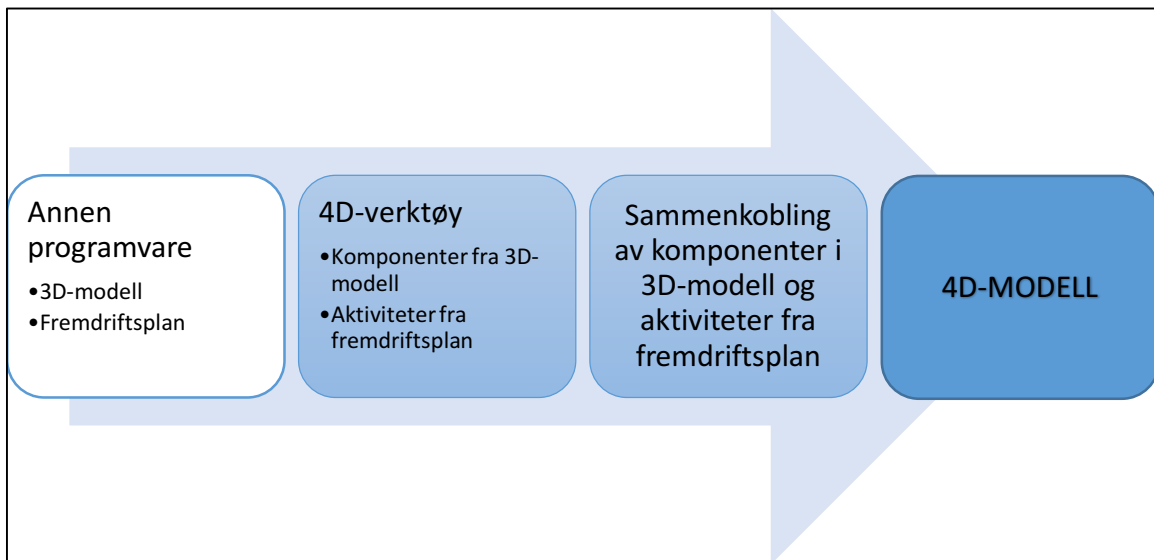 Annen
programvare
•3D-modell
•Fremdriftsplan
4D-verktøy
•Komponenter fra 3D-
modell
•Aktiviteter fra
fremdriftsplan
Sammenkobling
av komponenter i
3D-modell og
aktiviteter fra
fremdriftsplan
4D-MODELL